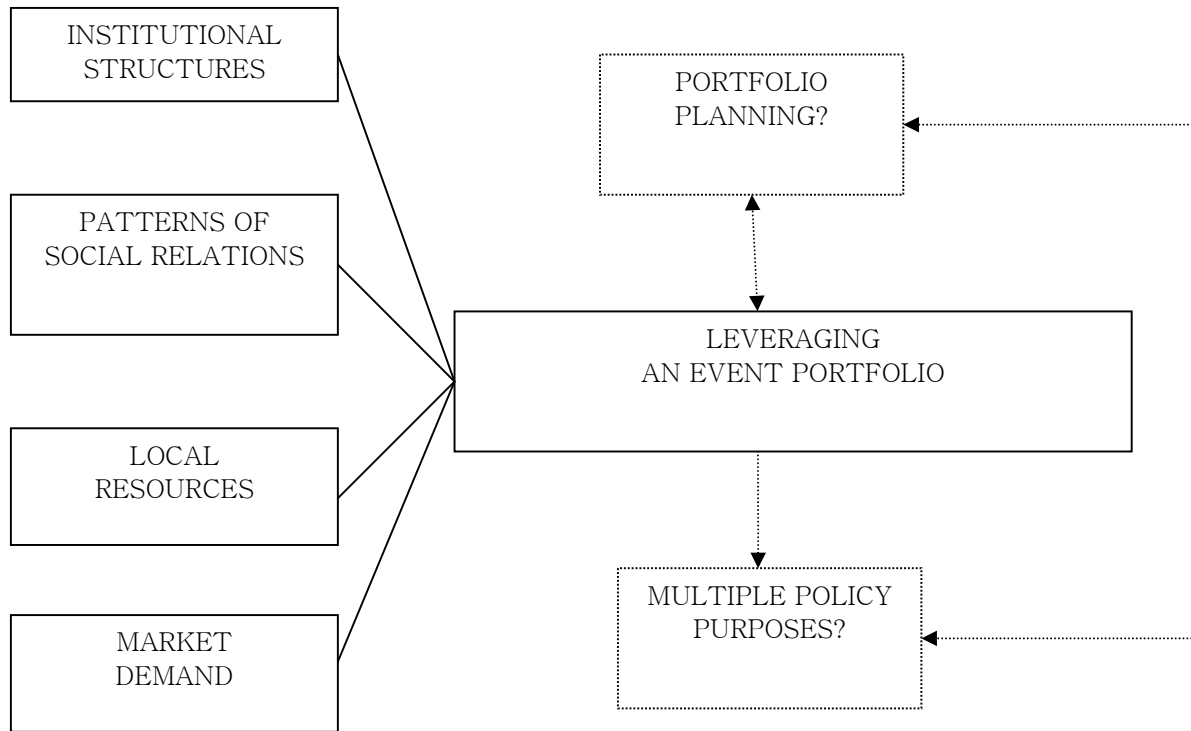 INSTITUTIONAL
STRUCTURES
PATTERNS OF
SOCIAL RELATIONS
LOCAL
RESOURCES
MARKET
DEMAND
PORTFOLIO
PLANNING?
LEVERAGING
AN EVENT PORTFOLIO
MULTIPLE POLICY
PURPOSES?